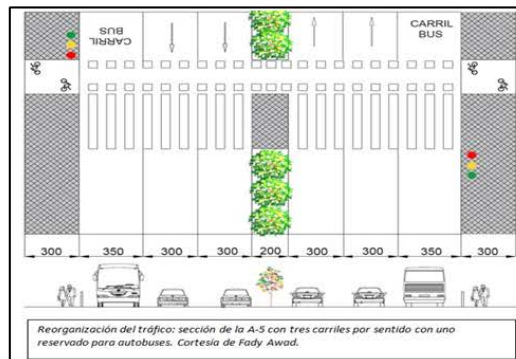 CARRIL
BUS
CARRIL
BUS
300 350 300 300 200 300 300 350 300
Reorganización del tráfico: sección de la A-5 con tres carriles por sentido con uno
reservado para autobuses. Cortesía de Fady Awad.